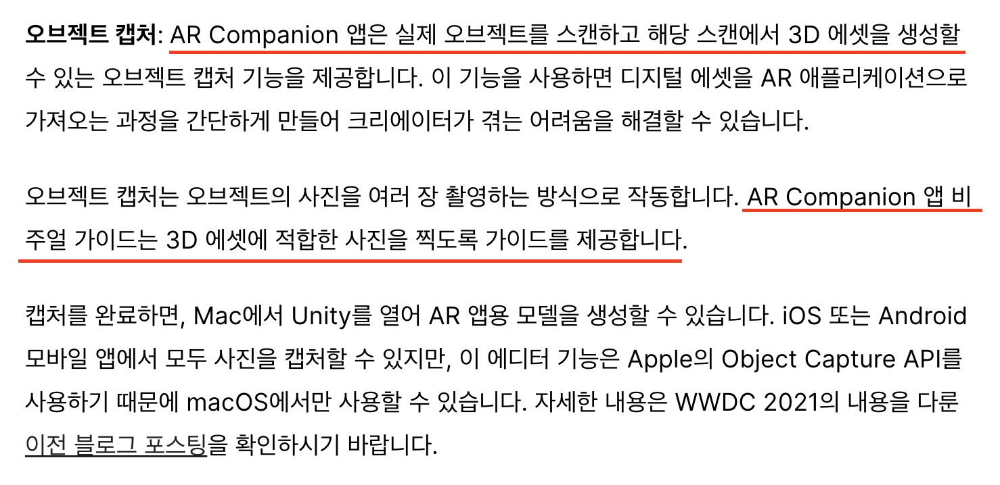 오브젝트 캡처: AR Companion 앱은 실제 오브젝트를 스캔하고 해당 스캔에서 3D 에셋을 생성할
수 있는 오브젝트 캡처 기능을 제공합니다. 이 기능을 사용하면 디지털 에셋을 AR 애플리케이션으로
가져오는 과정을 간단하게 만들어 크리에이터가 겪는 어려움을 해결할 수 있습니다.
오브젝트 캡처는 오브젝트의 사진을 여러 장 촬영하는 방식으로 작동합니다. AR Companion 앱 비
주얼 가이드는 3D 에셋에 적합한 사진을 찍도록 가이드를 제공합니다.
캡처를 완료하면, Mac에서 Unity를 열어 AR 앱용 모델을 생성할 수 있습니다. iOS 또는 Android
모바일 앱에서 모두 사진을 캡처할 수 있지만, 이 에디터 기능은 Apple의 Object Capture API를
사용하기 때문에 macOS에서만 사용할 수 있습니다. 자세한 내용은 WWDC 2021의 내용을 다룬
이전 블로그 포스팅을 확인하시기 바랍니다.